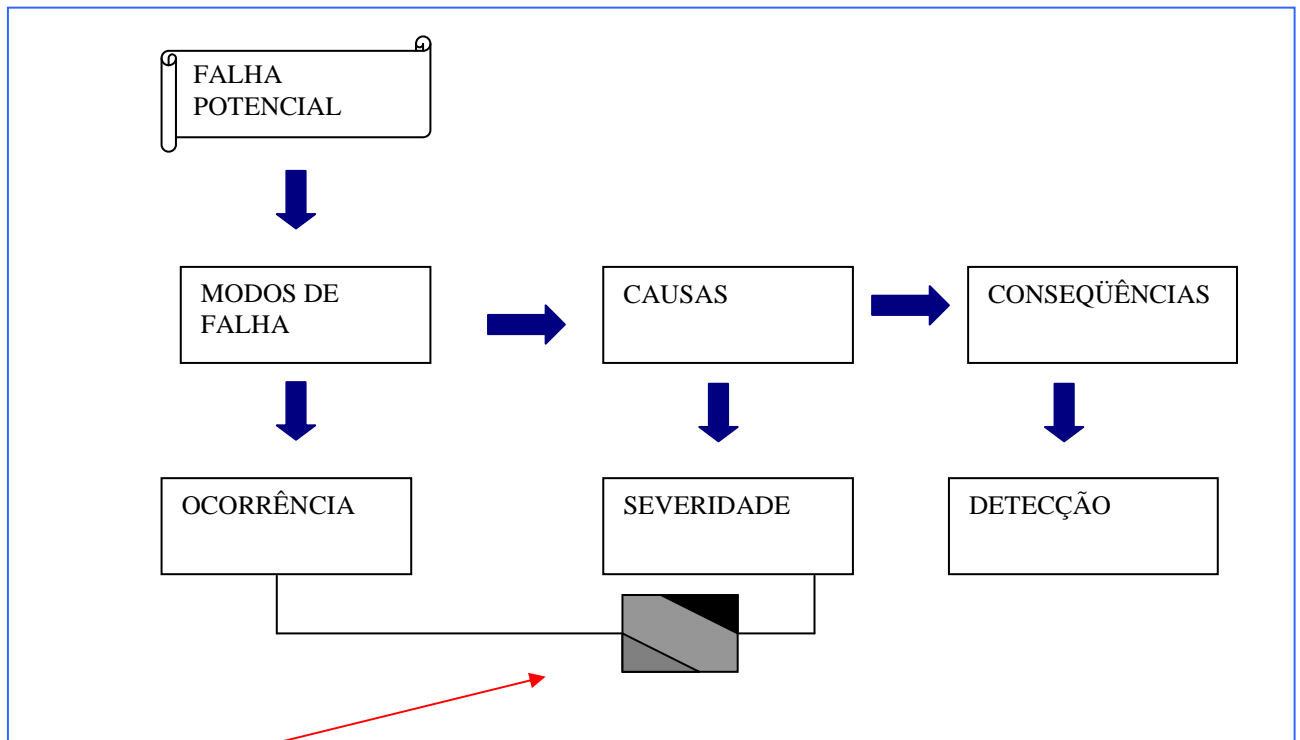 FALHA
POTENCIAL
MODOS DE
FALHA
CAUSAS
CONSEQÜÊNCIAS
OCORRÊNCIA
SEVERIDADE
DETECÇÃO